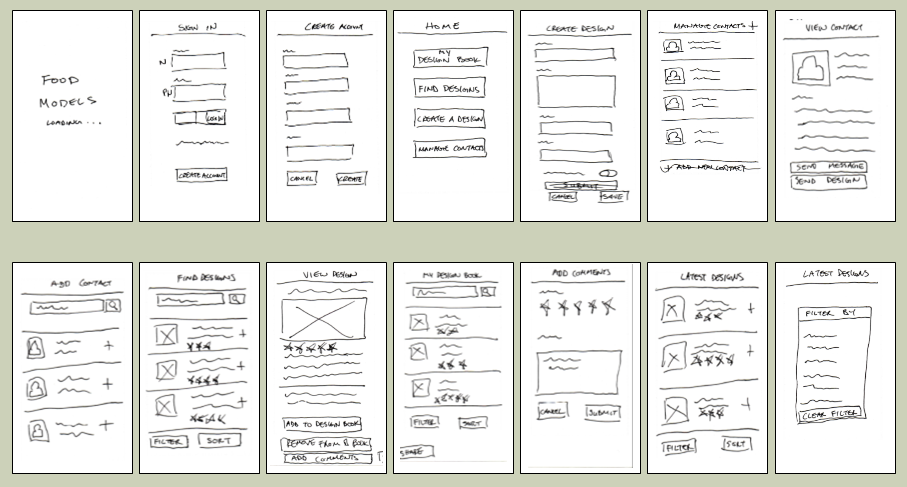 FOOD
MODELS
LOADING...
SIGN IN
N
PW
LOGIN
CREATE ACCOUNT
CREATE ACCOUNT
CANCEL CREATE
HOME
MY
DESIGN BOOK
FIND DESIGNS
CREATE A DESIGN
MANAGE CONTACTS
CREATE DESIGN
SUBMIT
CANCEL SAVE
MANAGE CONTACTS +
+ ADD NEW CONTACT
VIEW CONTACT
SEND MESSAGE
SEND DESIGN
ADD CONTACT
+
+
+
FIND DESIGNS
+
+
+
FILTER SORT
VIEW DESIGN
ADD TO DESIGN BOOK
REMOVE FROM D BOOK
ADD COMMENTS
MY DESIGN BOOK
FILTER SORT
SHARE
ADD COMMENTS
CANCEL SUBMIT
LATEST DESIGNS
+
+
FILTER SORT
LATEST DESIGNS
FILTER BY
CLEAR FILTER